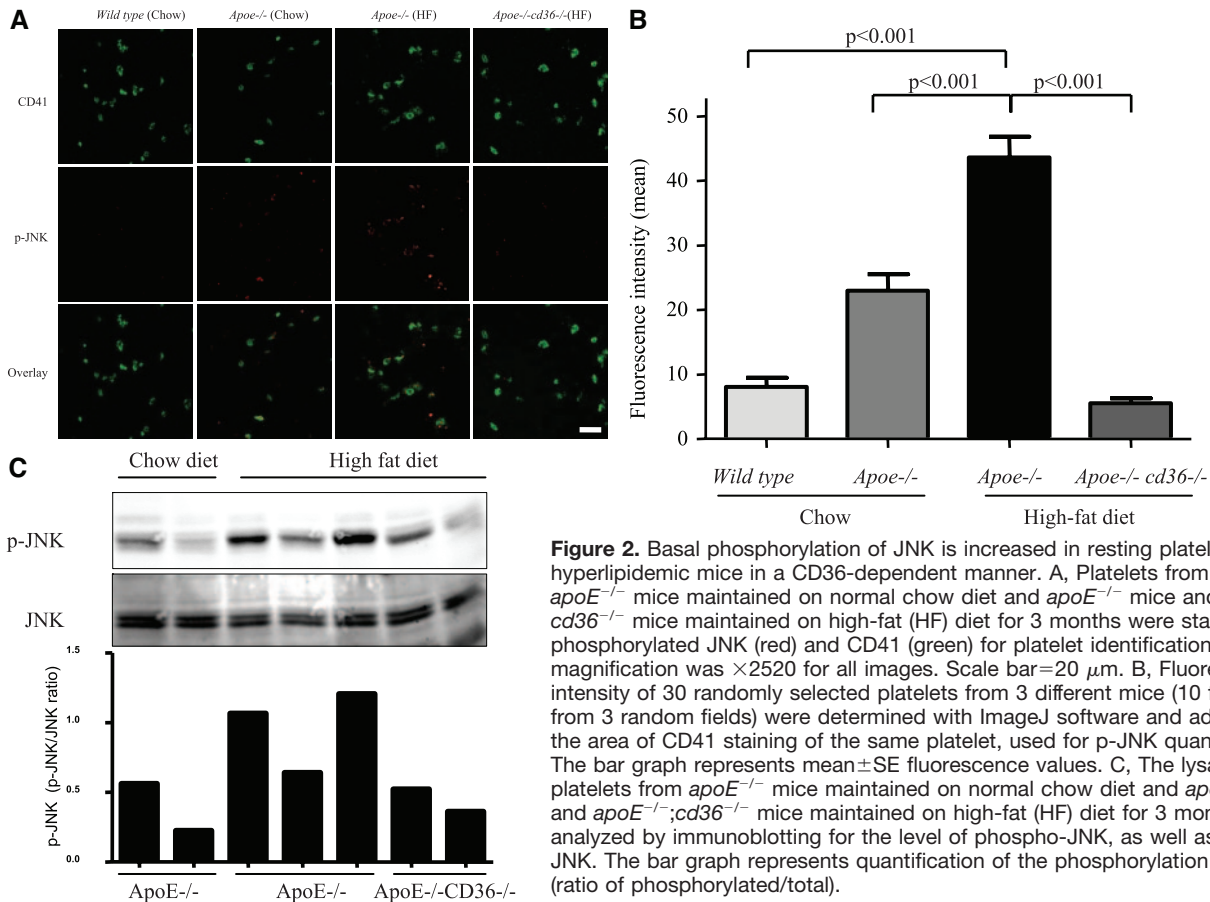 A
Wild type (Chow)
Apoe-/- (Chow)
Apoe-/- (HF)
Apoe-/-cd36-/-(HF)
CD41
p-JNK
Overlay
B
p<0.001
p<0.001
p<0.001
Fluorescence intensity (mean)
50
40
30
20
10
0
Wild type
Apoe-/-
Apoe-/-
Apoe-/- cd36-/-
Chow
High-fat diet
C
Chow diet
High fat diet
p-JNK
JNK
p-JNK (p-JNK/JNK ratio)
1.5
1.0
0.5
0.0
ApoE-/-
ApoE-/-
ApoE-/-CD36-/-
Figure 2. Basal phosphorylation of JNK is increased in resting platel
hyperlipidemic mice in a CD36-dependent manner. A, Platelets from
apoE−/− mice maintained on normal chow diet and apoE−/− mice and
cd36−/− mice maintained on high-fat (HF) diet for 3 months were sta
phosphorylated JNK (red) and CD41 (green) for platelet identification
magnification was ×2520 for all images. Scale bar=20 μm. B, Fluore
intensity of 30 randomly selected platelets from 3 different mice (10 f
from 3 random fields) were determined with ImageJ software and ad
the area of CD41 staining of the same platelet, used for p-JNK quan
The bar graph represents mean±SE fluorescence values. C, The lysa
platelets from apoE−/− mice maintained on normal chow diet and ap
and apoE−/−;cd36−/− mice maintained on high-fat (HF) diet for 3 mon
analyzed by immunoblotting for the level of phospho-JNK, as well as
JNK. The bar graph represents quantification of the phosphorylation
(ratio of phosphorylated/total).